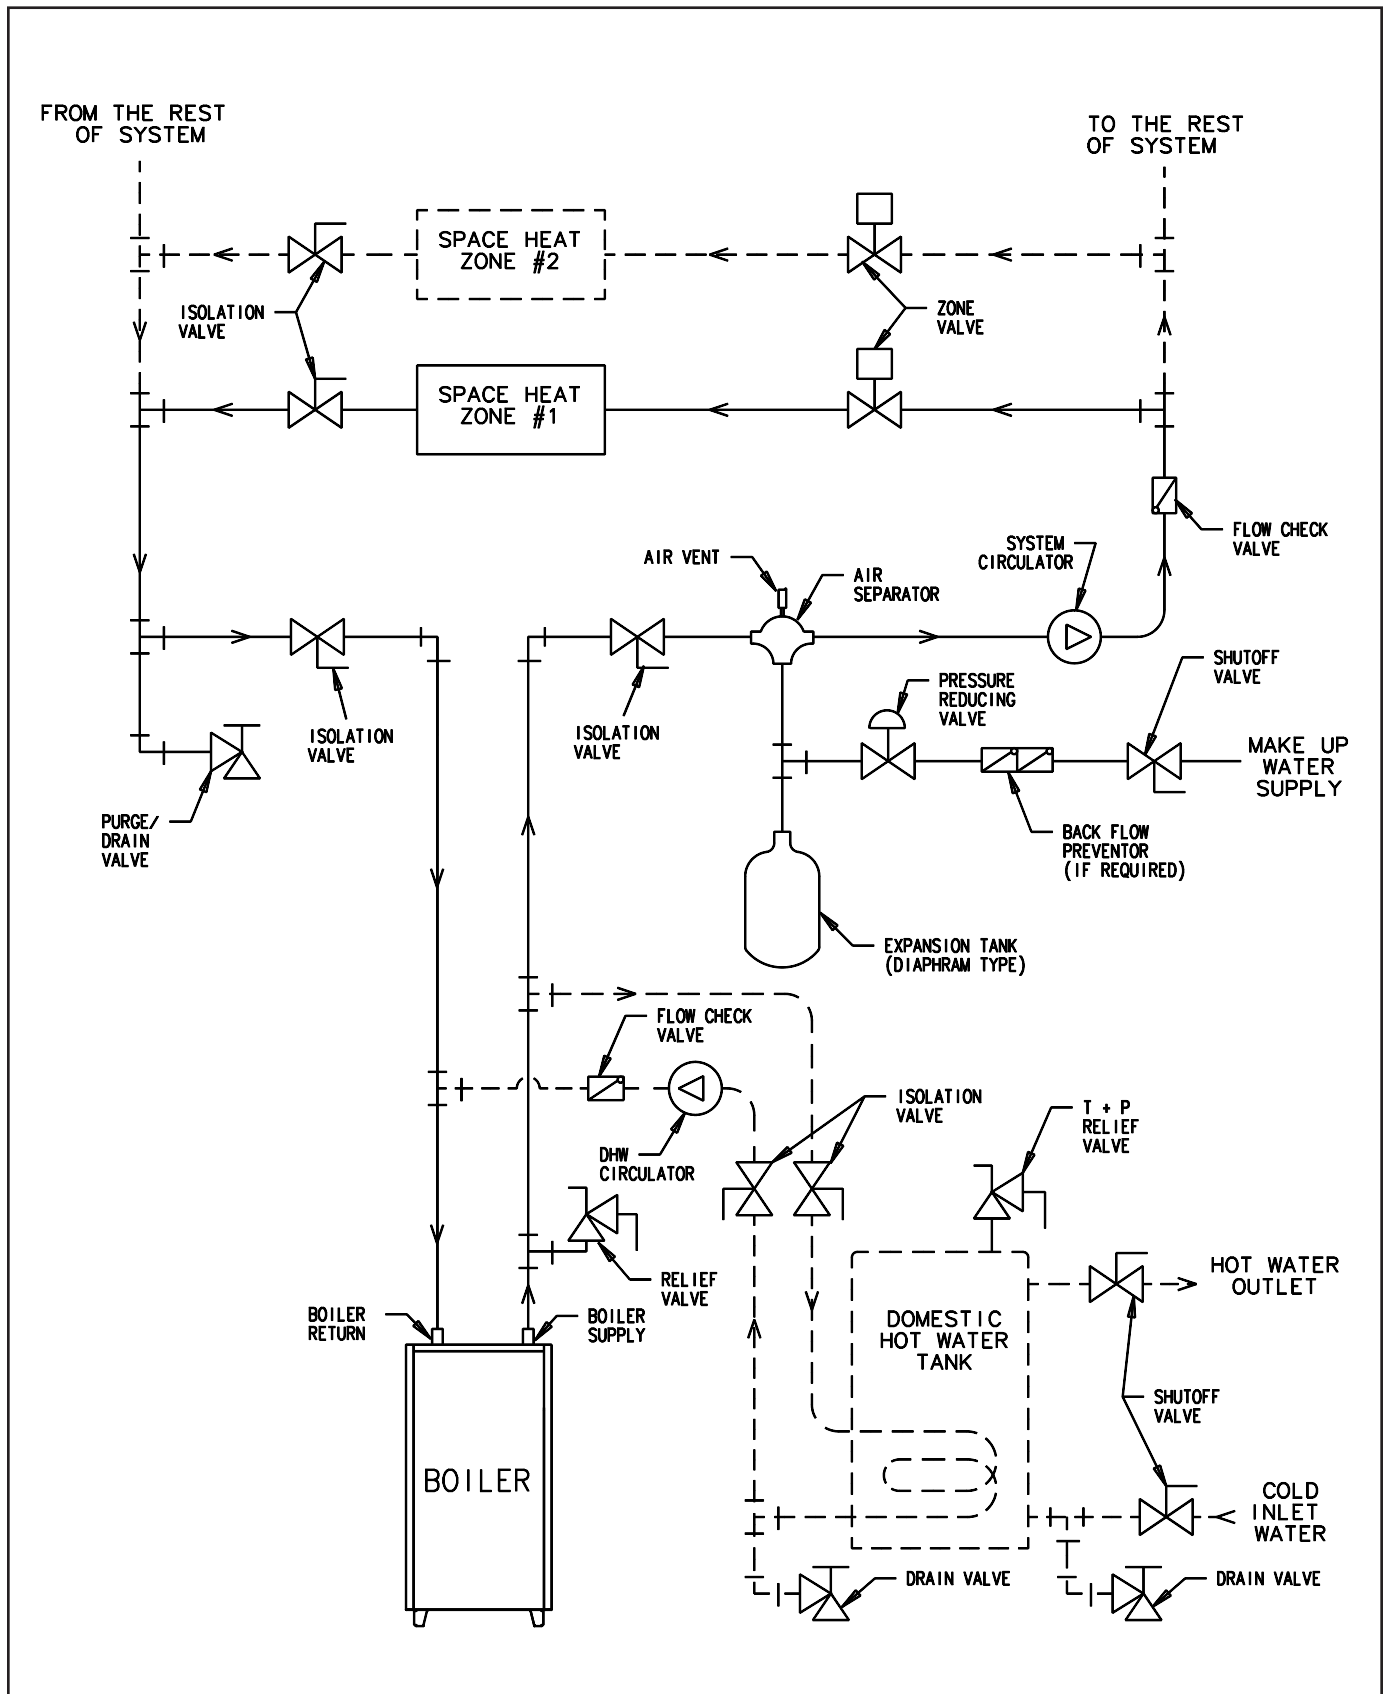 FROM THE REST
OF SYSTEM
TO THE REST
OF SYSTEM
SPACE HEAT
ZONE #2
ISOLATION
VALVE
ZONE
VALVE
SPACE HEAT
ZONE #1
FLOW CHECK
VALVE
SYSTEM
CIRCULATOR
AIR VENT
AIR
SEPARATOR
SHUTOFF
VALVE
PRESSURE
REDUCING
VALVE
ISOLATION
VALVE
ISOLATION
VALVE
MAKE UP
WATER
SUPPLY
PURGE/
DRAIN
VALVE
BACK FLOW
PREVENTOR
(IF REQUIRED)
EXPANSION TANK
(DIAPHRAM TYPE)
FLOW CHECK
VALVE
ISOLATION
VALVE
T + P
RELIEF
VALVE
DHW
CIRCULATOR
RELIEF
VALVE
HOT WATER
OUTLET
BOILER
RETURN
BOILER
SUPPLY
DOMESTIC
HOT WATER
TANK
SHUTOFF
VALVE
BOILER
COLD
INLET
WATER
DRAIN VALVE
DRAIN VALVE